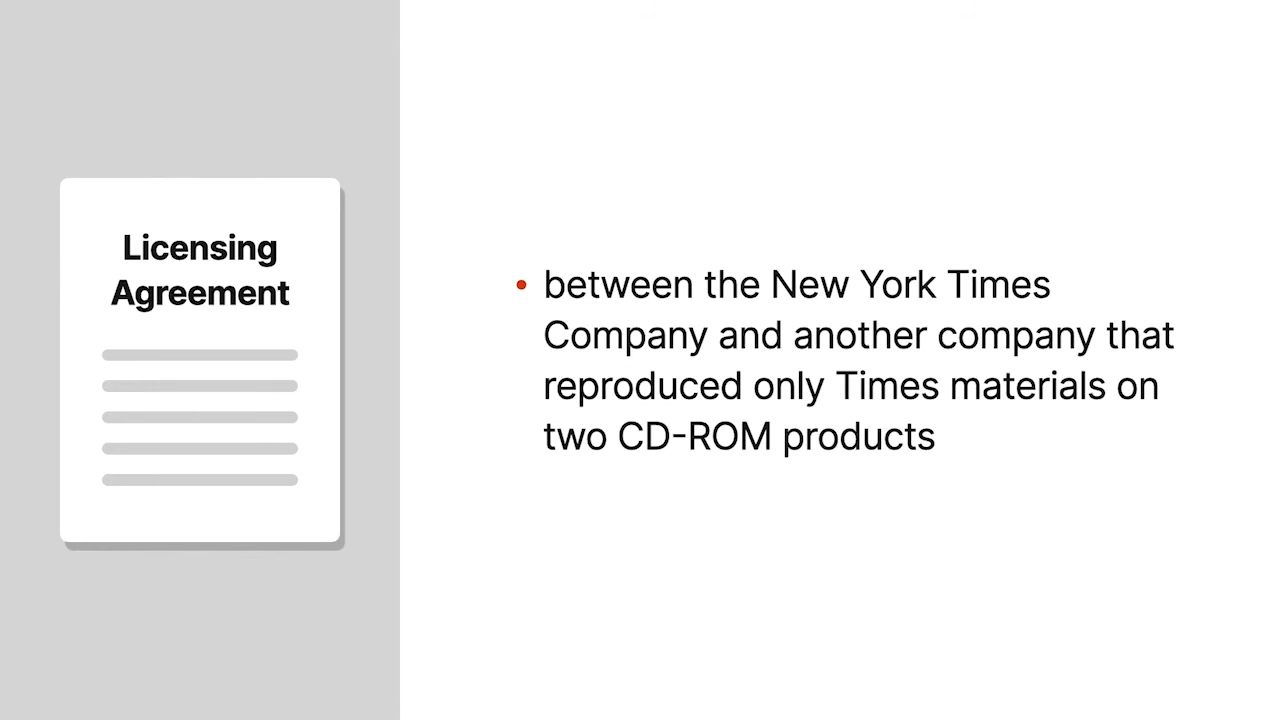 Licensing
Agreement
• between the New York Times
Company and another company that
reproduced only Times materials on
two CD-ROM products